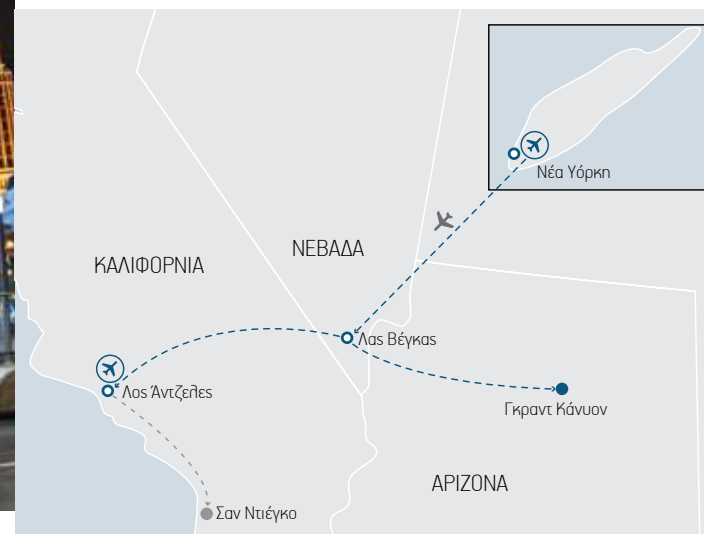 Νέα Υόρκη
ΝΕΒΑΔΑ
ΚΑΛΙΦΟΡΝΙΑ
Λας Βέγκας
Λος Άντζελες
Γκραντ Κάνυον
ΑΡΙΖΟΝΑ
Σαν Ντιέγκο